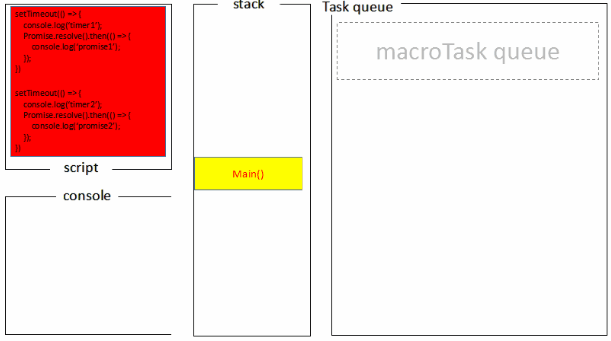 setTimeout(() => {
console.log('timer1');
Promise.resolve().then(() => {
console.log('promise1');
});
})
setTimeout(() => {
console.log('timer2');
Promise.resolve().then(() => {
console.log('promise2');
});
})
script
console
stack
Main()
Task queue
macroTask queue